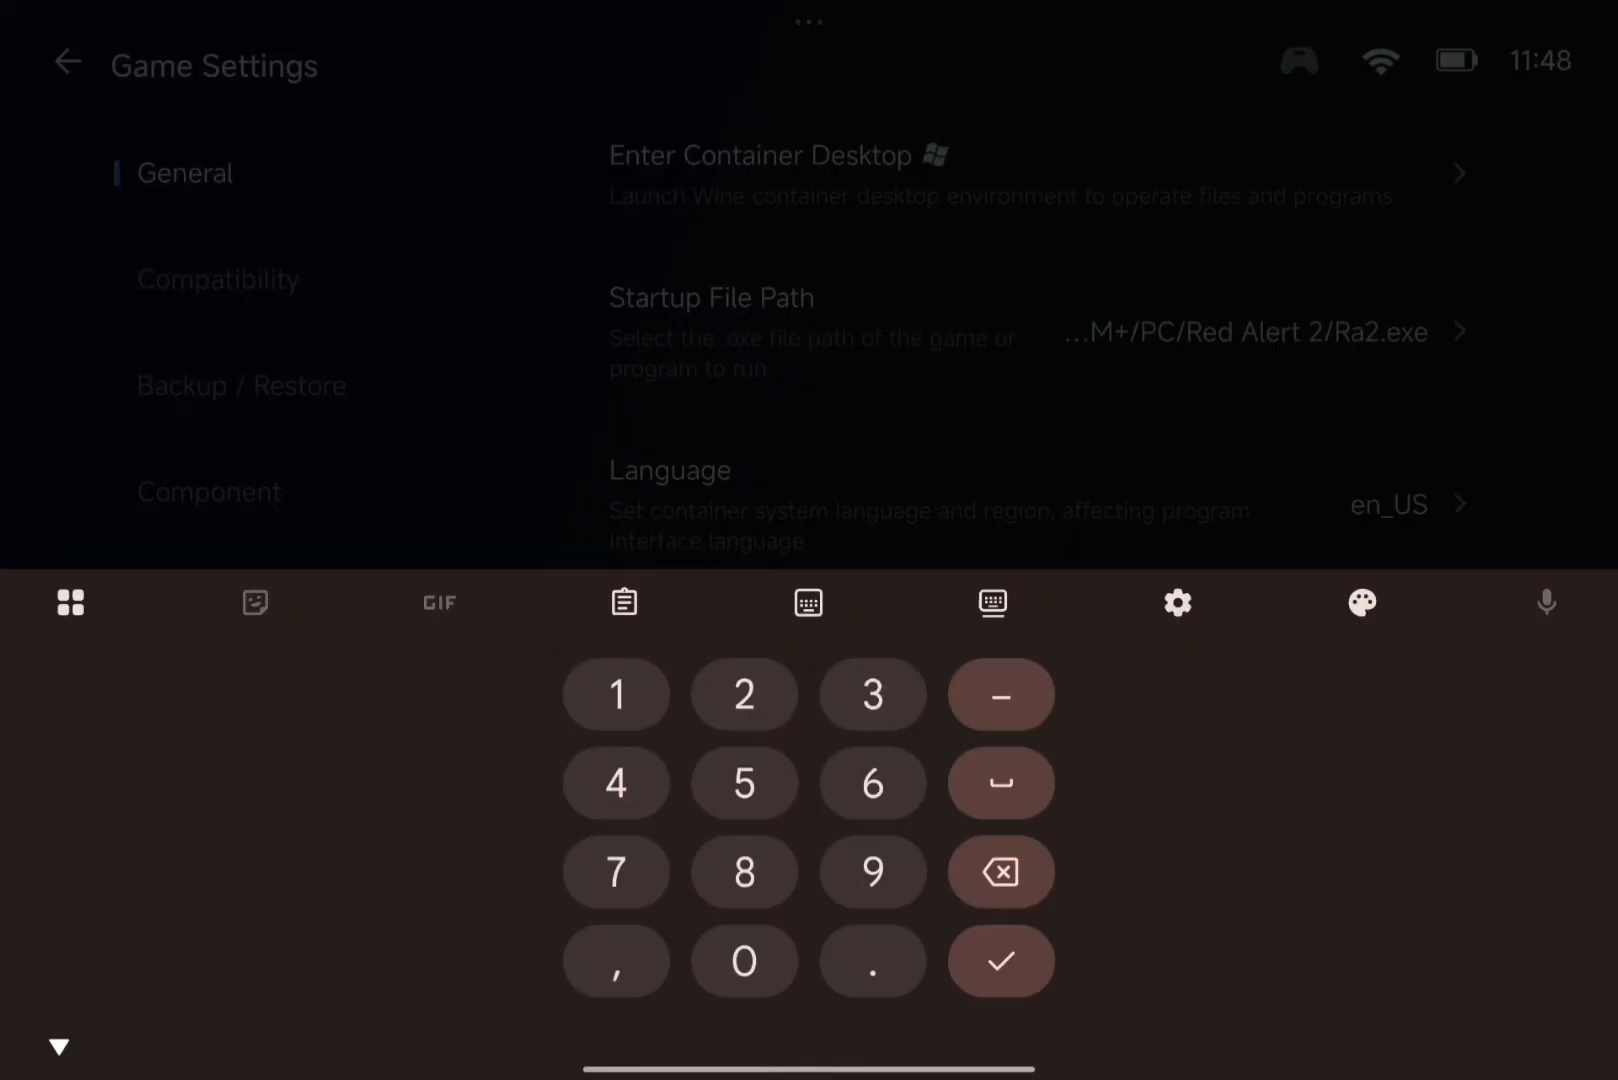 Game Settings
11:48
General
Compatibility
Backup / Restore
Component
Enter Container Desktop
Launch Wine container desktop environment to operate files and programs
Startup File Path
Select the .exe file path of the game or
program to run
...M+/PC/Red Alert 2/Ra2.exe
Language
Set container system language and region, affecting program
interface language
en_US
GIF
1 2 3 –
4 5 6
7 8 9
, 0 .